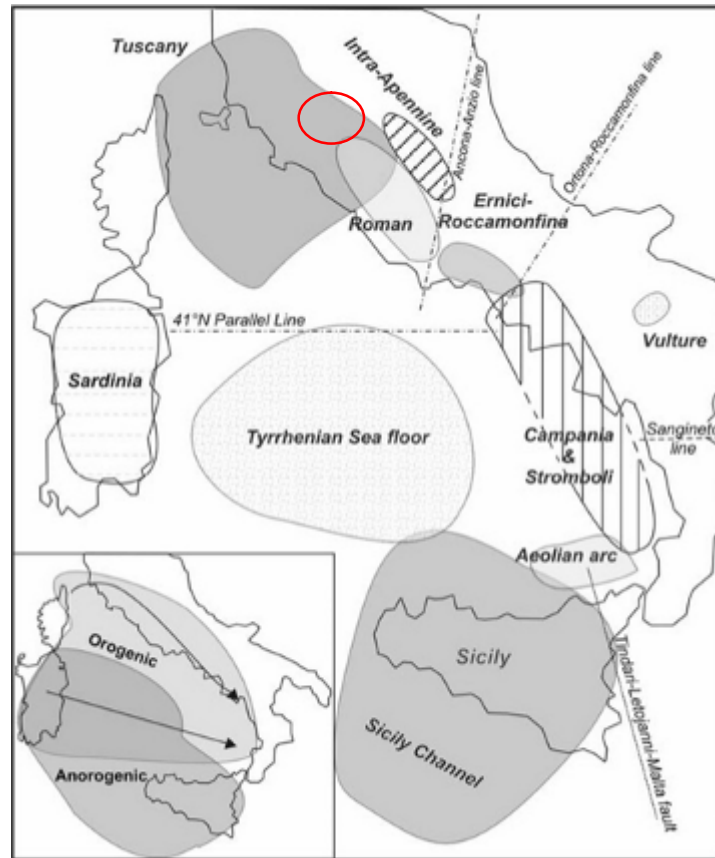 Tuscany
Intra-Apennine
Ancona-Anzio line
Ortona-Roccamonfina line
Ernici-
Roccamonfina
Roman
41°N Parallel Line
Vulture
Sardinia
Tyrrhenian Sea floor
Campania
&
Stromboli
Sangineto
line
Aeolian arc
Sicily
Sicily Channel
Tindari-Letojanni-Malta fault
Orogenic
Anorogenic